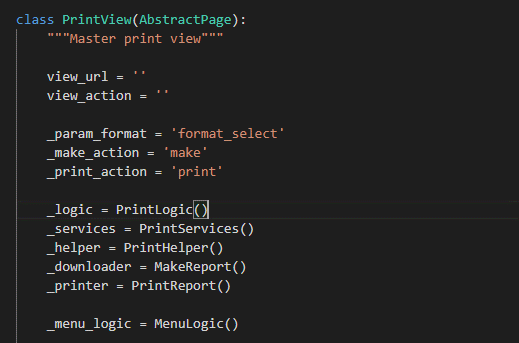 class PrintView(AbstractPage):
    """Master print view"""
    view_url = ''
    view_action = ''
    _param_format = 'format_select'
    _make_action = 'make'
    _print_action = 'print'
    _logic = PrintLogic()
    _services = PrintServices()
    _helper = PrintHelper()
    _downloader = MakeReport()
    _printer = PrintReport()
    _menu_logic = MenuLogic()